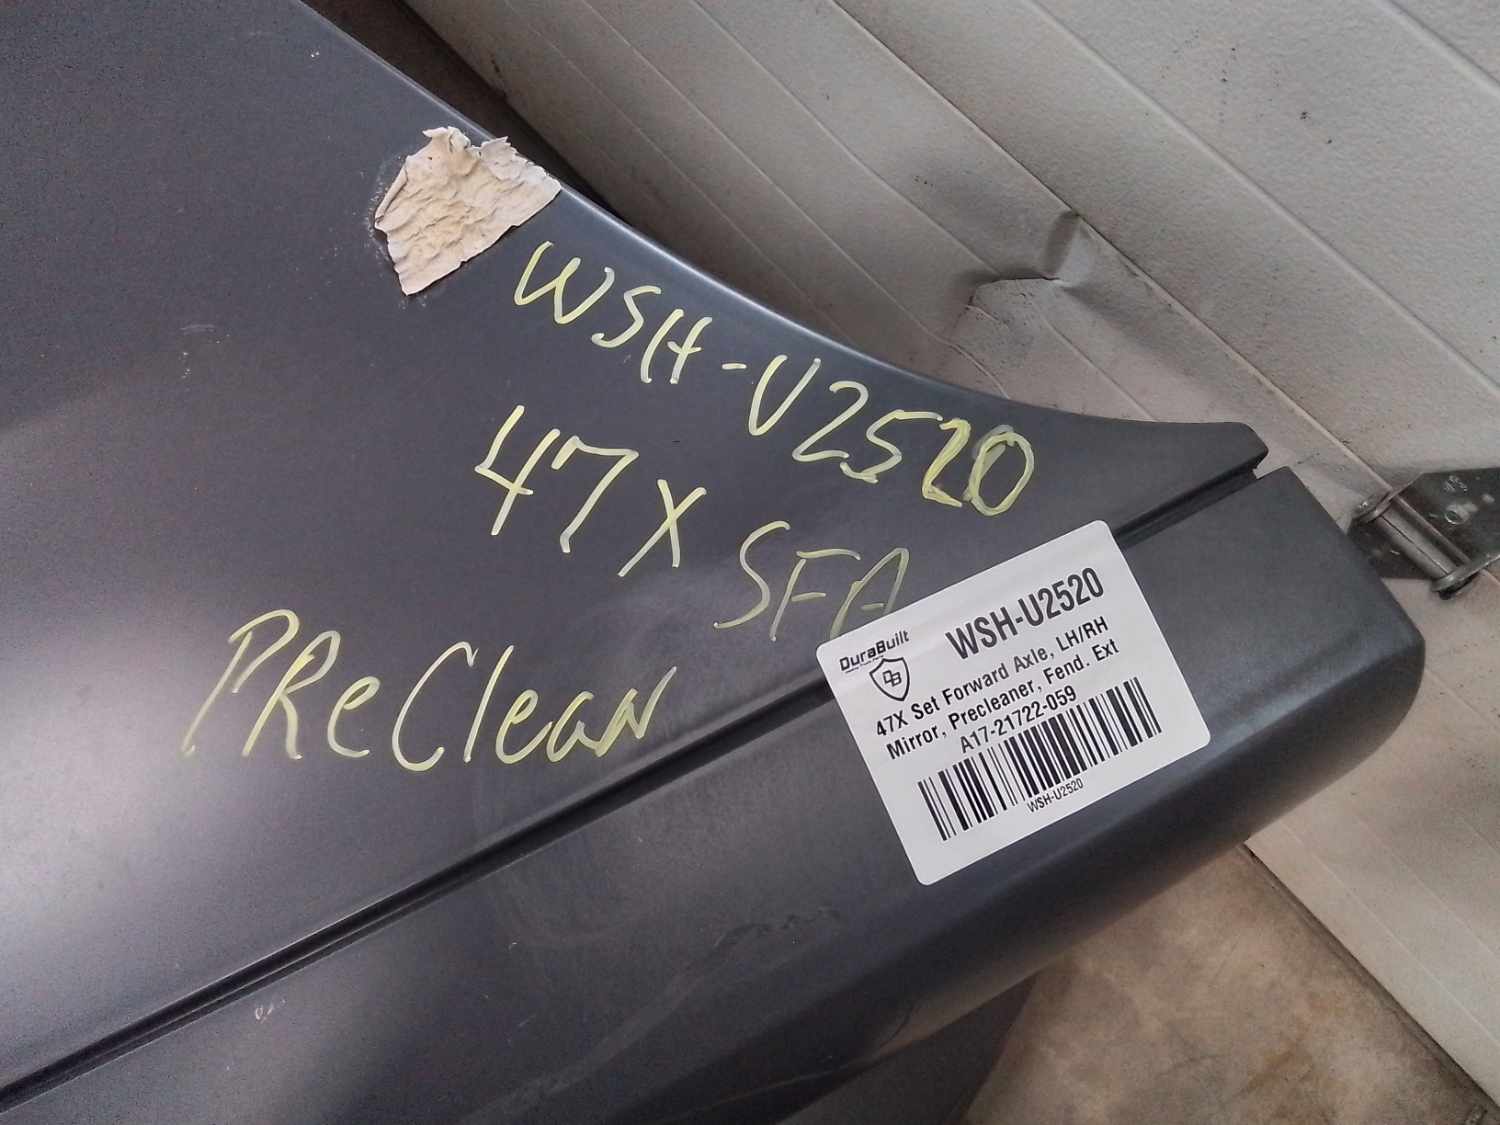 WSH-U2520
47X SFA
PReClean
DuraBuilt
DB
WSH-U2520
47X Set Forward Axle, LH/RH
Mirror, Precleaner, Fend. Ext
A17-21722-059
WSH-U2520